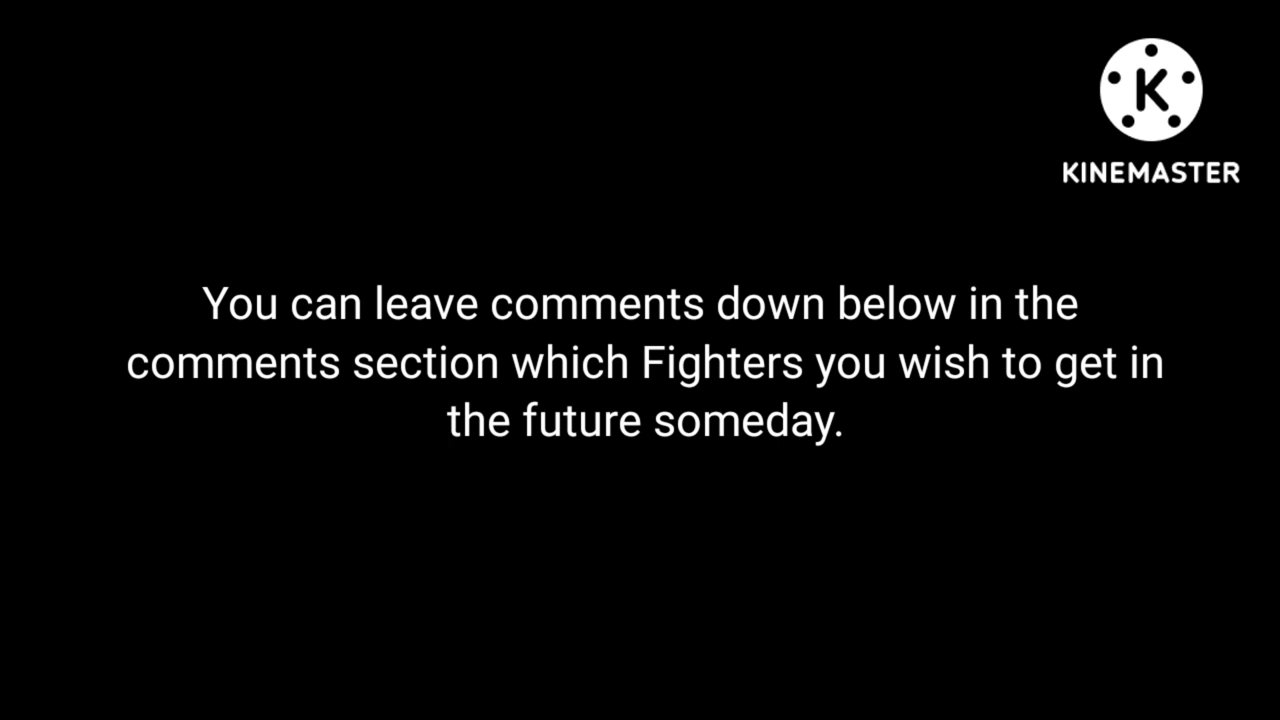 K
KINEMASTER
You can leave comments down below in the
comments section which Fighters you wish to get in
the future someday.